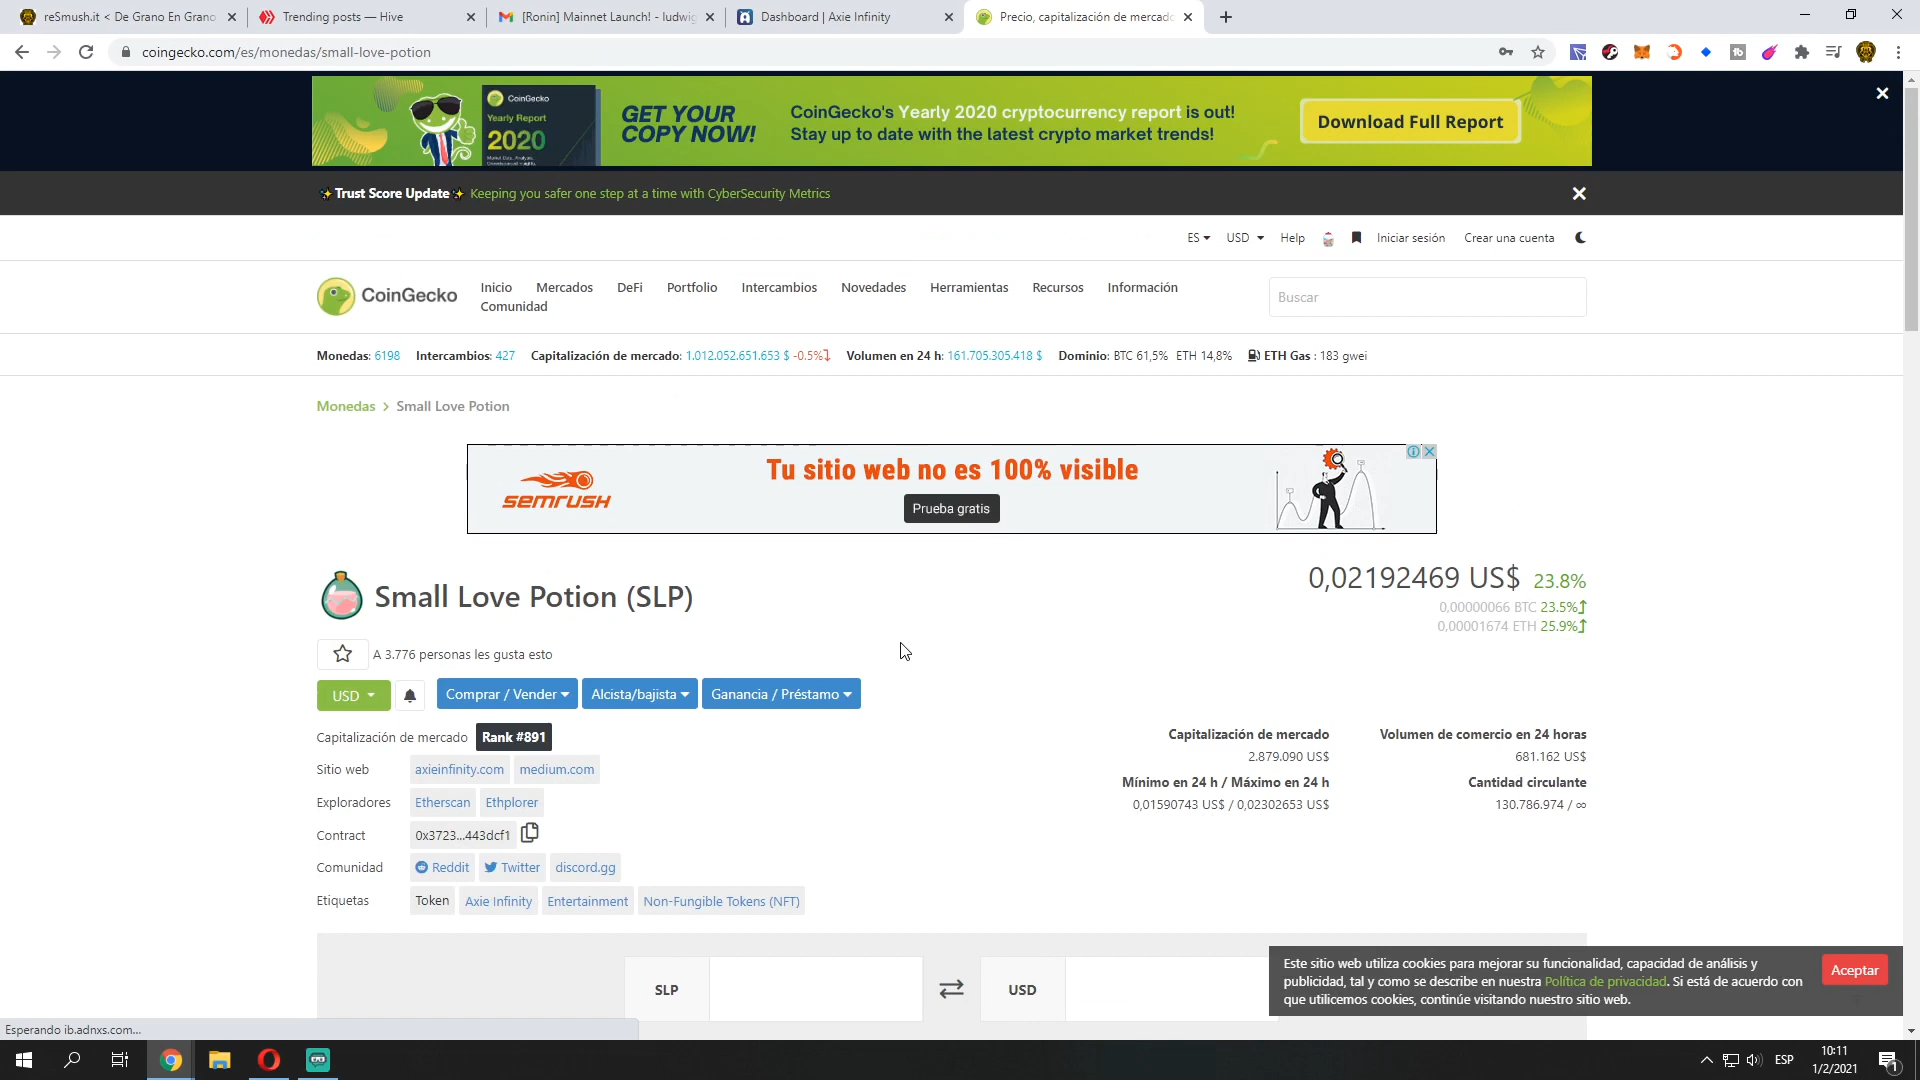 reSmush.it < De Grano En Grano
Trending posts — Hive
[Ronin] Mainnet Launch! - ludwig
Dashboard | Axie Infinity
Precio, capitalización de mercado
coingecko.com/es/monedas/small-love-potion
CoinGecko
Yearly Report
2020
GET YOUR
COPY NOW!
CoinGecko's Yearly 2020 cryptocurrency report is out!
Stay up to date with the latest crypto market trends!
Download Full Report
Trust Score Update Keeping you safer one step at a time with CyberSecurity Metrics
ES USD Help Iniciar sesión Crear una cuenta
CoinGecko
Inicio Mercados DeFi Portfolio Intercambios Novedades Herramientas Recursos Información
Comunidad
Buscar
Monedas: 6198 Intercambios: 427 Capitalización de mercado: 1.012.052.651.653 $ -0.5% Volumen en 24 h: 161.705.305.418 $ Dominio: BTC 61,5% ETH 14,8% ETH Gas : 183 gwei
Monedas > Small Love Potion
SEMRUSH
Tu sitio web no es 100% visible
Prueba gratis
Small Love Potion (SLP)
0,02192469 US$ 23.8%
0,00000066 BTC 23.5%
0,00001674 ETH 25.9%
A 3.776 personas les gusta esto
USD Comprar / Vender Alcista/bajista Ganancia / Préstamo
Capitalización de mercado Rank #891
Sitio web axieinfinity.com medium.com
Exploradores Etherscan Ethplorer
Contract 0x3723...443dcf1
Comunidad Reddit Twitter discord.gg
Etiquetas Token Axie Infinity Entertainment Non-Fungible Tokens (NFT)
Capitalización de mercado
2.879.090 US$
Mínimo en 24 h / Máximo en 24 h
0,01590743 US$ / 0,02302653 US$
Volumen de comercio en 24 horas
681.162 US$
Cantidad circulante
130.786.974 / ∞
SLP
USD
Este sitio web utiliza cookies para mejorar su funcionalidad, capacidad de análisis y
publicidad, tal y como se describe en nuestra Política de privacidad. Si está de acuerdo con
que utilicemos cookies, continúe visitando nuestro sitio web.
Aceptar
Esperando ib.adnxs.com...
ESP
10:11
1/2/2021
1